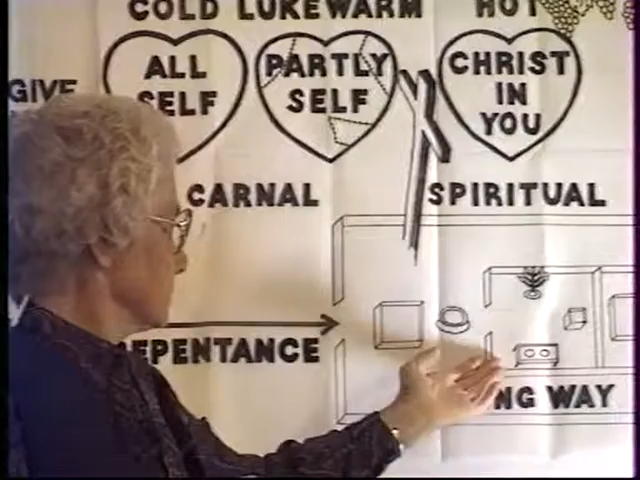 COLD LUKEWARM HOT
GIVE
ALL
SELF
PARTLY
SELF
CHRIST
IN
YOU
CARNAL
SPIRITUAL
EPENTANCE
NG WAY